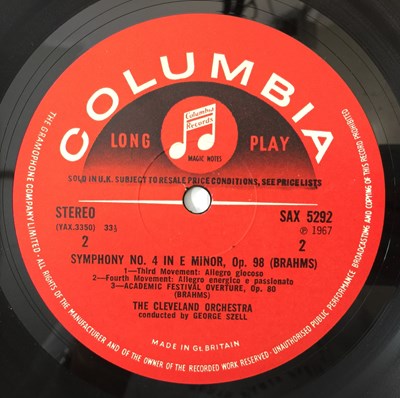 COLUMBIA
Columbia
Records
LONG PLAY
MAGIC NOTES
SOLD IN U.K. SUBJECT TO RESALE PRICE CONDITIONS, SEE PRICE LISTS
STEREO SAX 5292
(YAX.3350) 33⅓ ℗ 1967
2 2
SYMPHONY No. 4 IN E MINOR, Op. 98 (BRAHMS)
1—Third Movement: Allegro giocoso
2—Fourth Movement: Allegro energico e passionato
3—ACADEMIC FESTIVAL OVERTURE, Op. 80
(BRAHMS)
THE CLEVELAND ORCHESTRA
conducted by GEORGE SZELL
MADE IN Gt. BRITAIN
THE GRAMOPHONE COMPANY LIMITED · ALL RIGHTS OF THE MANUFACTURER AND OF THE OWNER OF THE RECORDED WORK RESERVED · UNAUTHORISED PUBLIC PERFORMANCE BROADCASTING AND COPYING OF THIS RECORD PROHIBITED